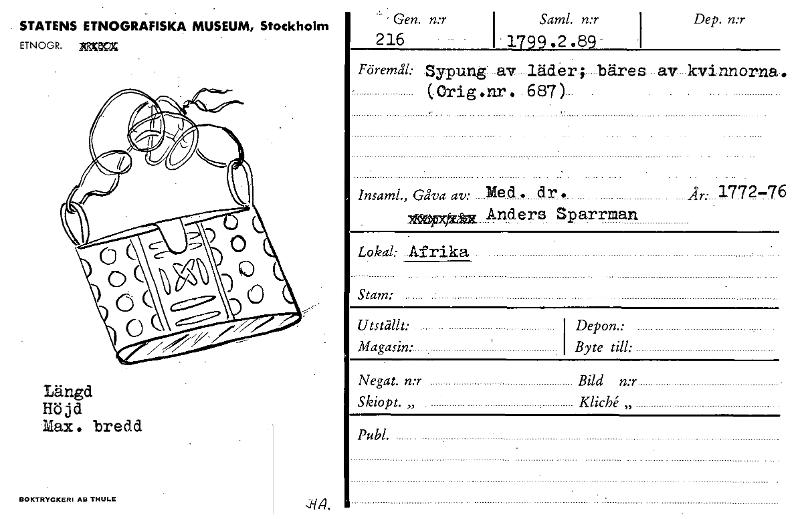 STATENS ETNOGRAFISKA MUSEUM, Stockholm
ETNOGR.
Längd
Höjd
Max. bredd
BOKTRYCKERI AB THULE
HA.
Gen. n:r Saml. n:r Dep. n:r
216 1799.2.89
Föremål: Sypung av läder; bäres av kvinnorna.
(Orig.nr. 687)
Insaml., Gåva av: Med. dr. År: 1772-76
Anders Sparrman
Lokal: Afrika
Stam:
Utställt: Depon.:
Magasin: Byte till:
Negat. n:r Bild n:r
Skiopt. „ Kliché „
Publ.